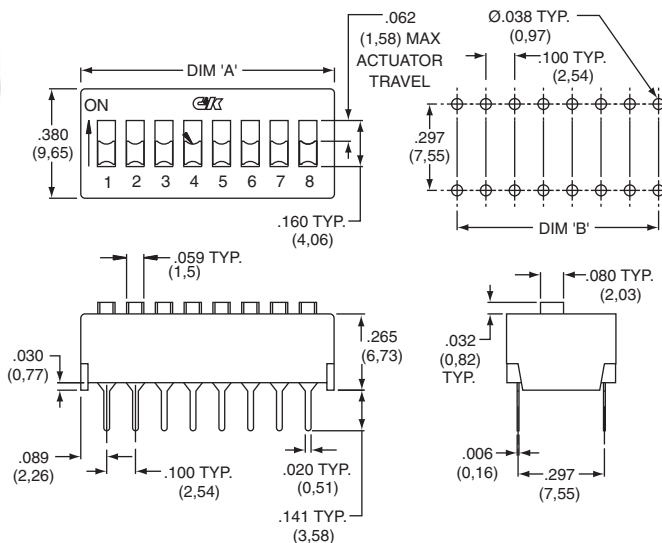 .062
(1,58) MAX
ACTUATOR
TRAVEL
DIM 'A'
ON
C&K
.380
(9,65)
1 2 3 4 5 6 7 8
.160 TYP.
(4,06)
Ø.038 TYP.
(0,97)
.100 TYP.
(2,54)
.297
(7,55)
DIM 'B'
.059 TYP.
(1,5)
.265
(6,73)
.030
(0,77)
.089
(2,26)
.100 TYP.
(2,54)
.020 TYP.
(0,51)
.141 TYP.
(3,58)
.080 TYP.
(2,03)
.032
(0,82)
TYP.
.006
(0,16)
.297
(7,55)